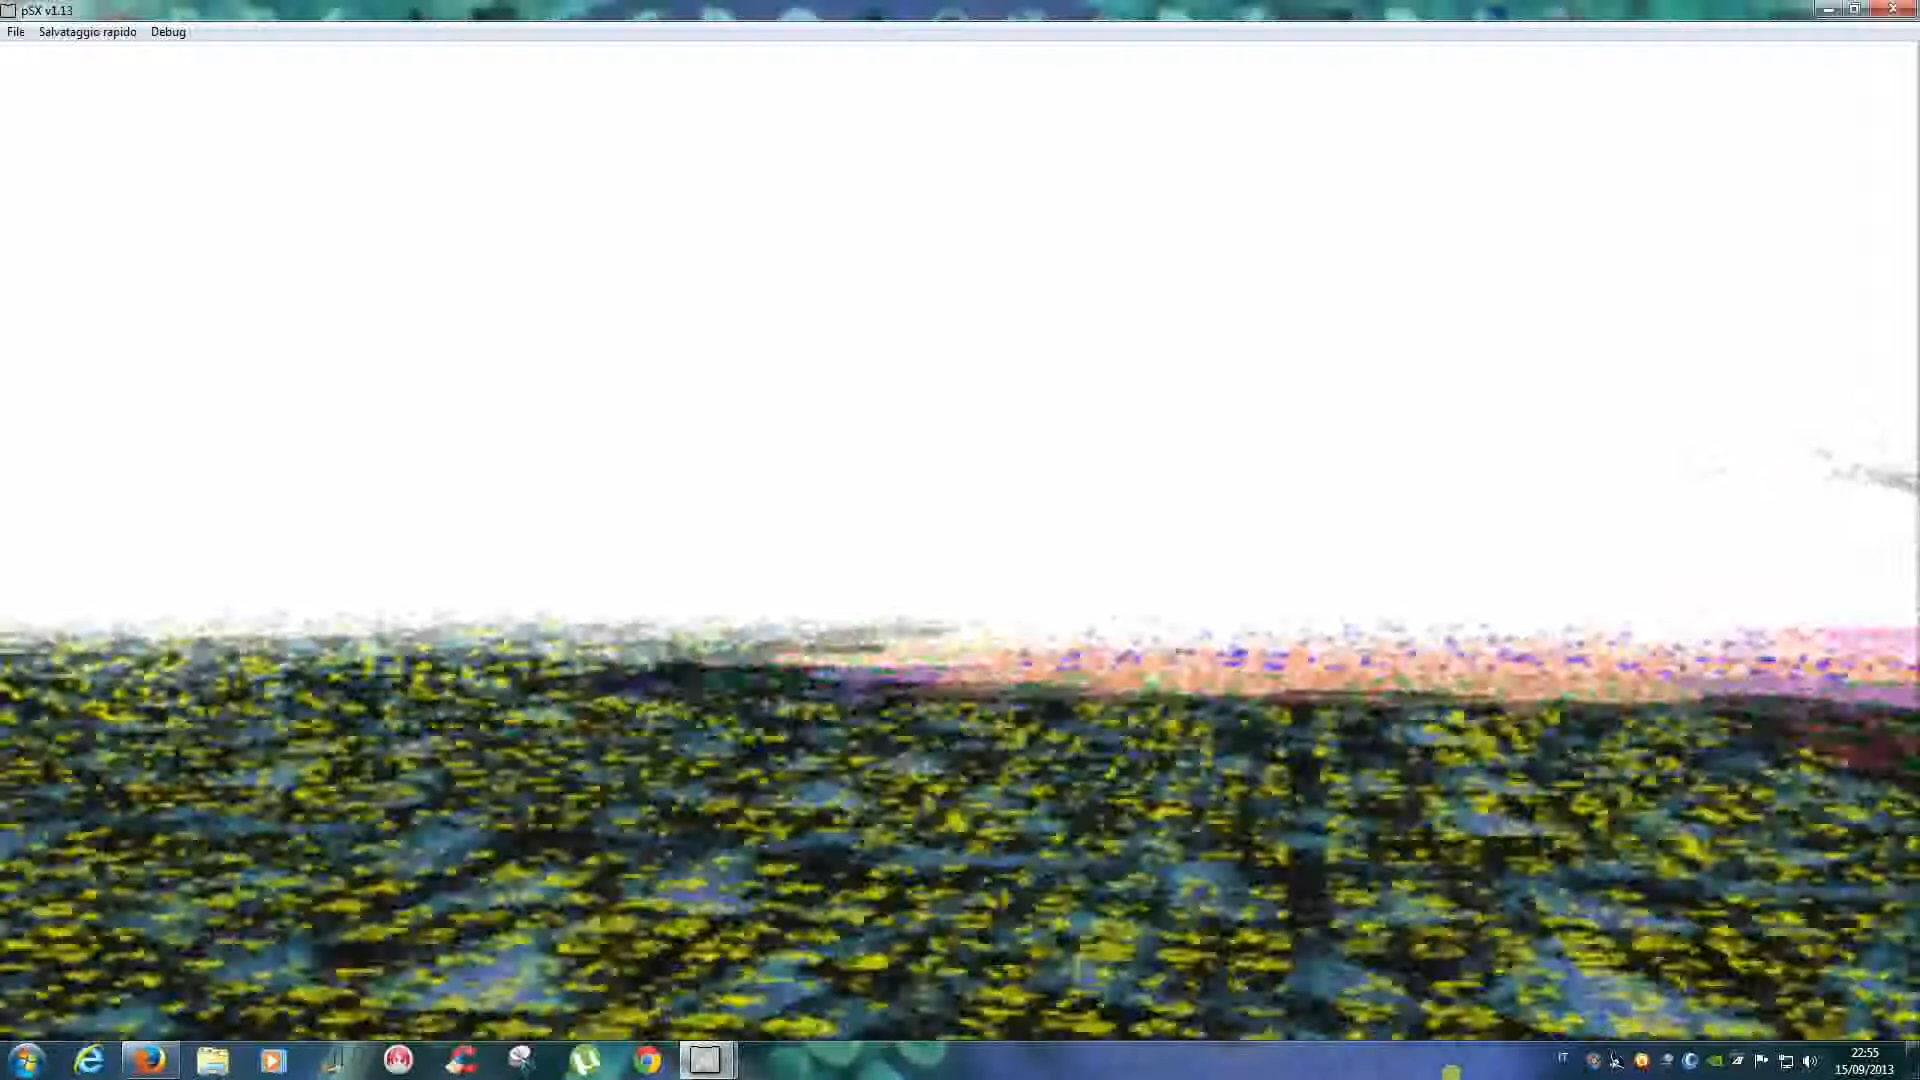 pSX v1.13
File Salvataggio rapido Debug
IT
22:55
15/09/2013